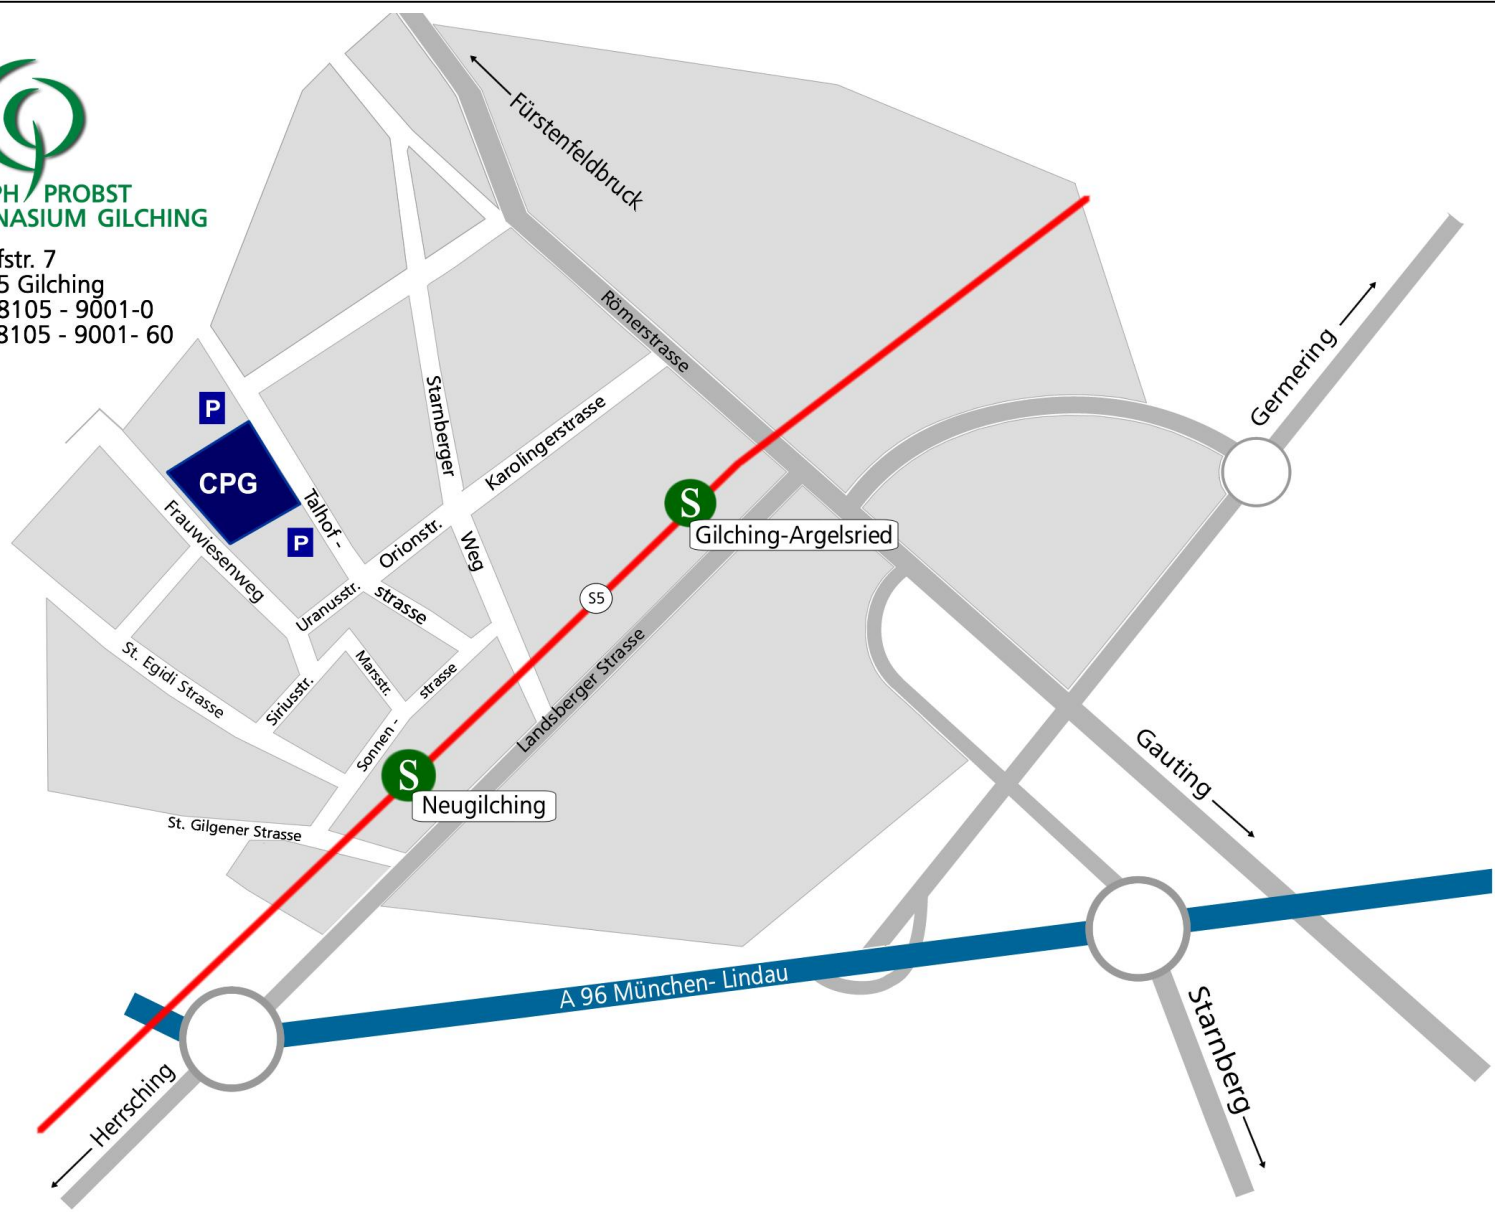 PH PROBST
NASIUM GILCHING
fstr. 7
5 Gilching
8105 - 9001-0
8105 - 9001- 60
Fürstenfeldbruck
Römerstrasse
Germering
Starnberger
Weg
Karolingerstrasse
P
CPG
P
Talhof -
strasse
Frauwiesenweg
Orionstr.
Uranusstr.
S
Gilching-Argelsried
S5
Marsstr.
Siriusstr.
St. Egidi Strasse
Sonnen -
strasse
Landsberger Strasse
S
Neugilching
St. Gilgener Strasse
Gauting
A 96 München- Lindau
Starnberg
Herrsching